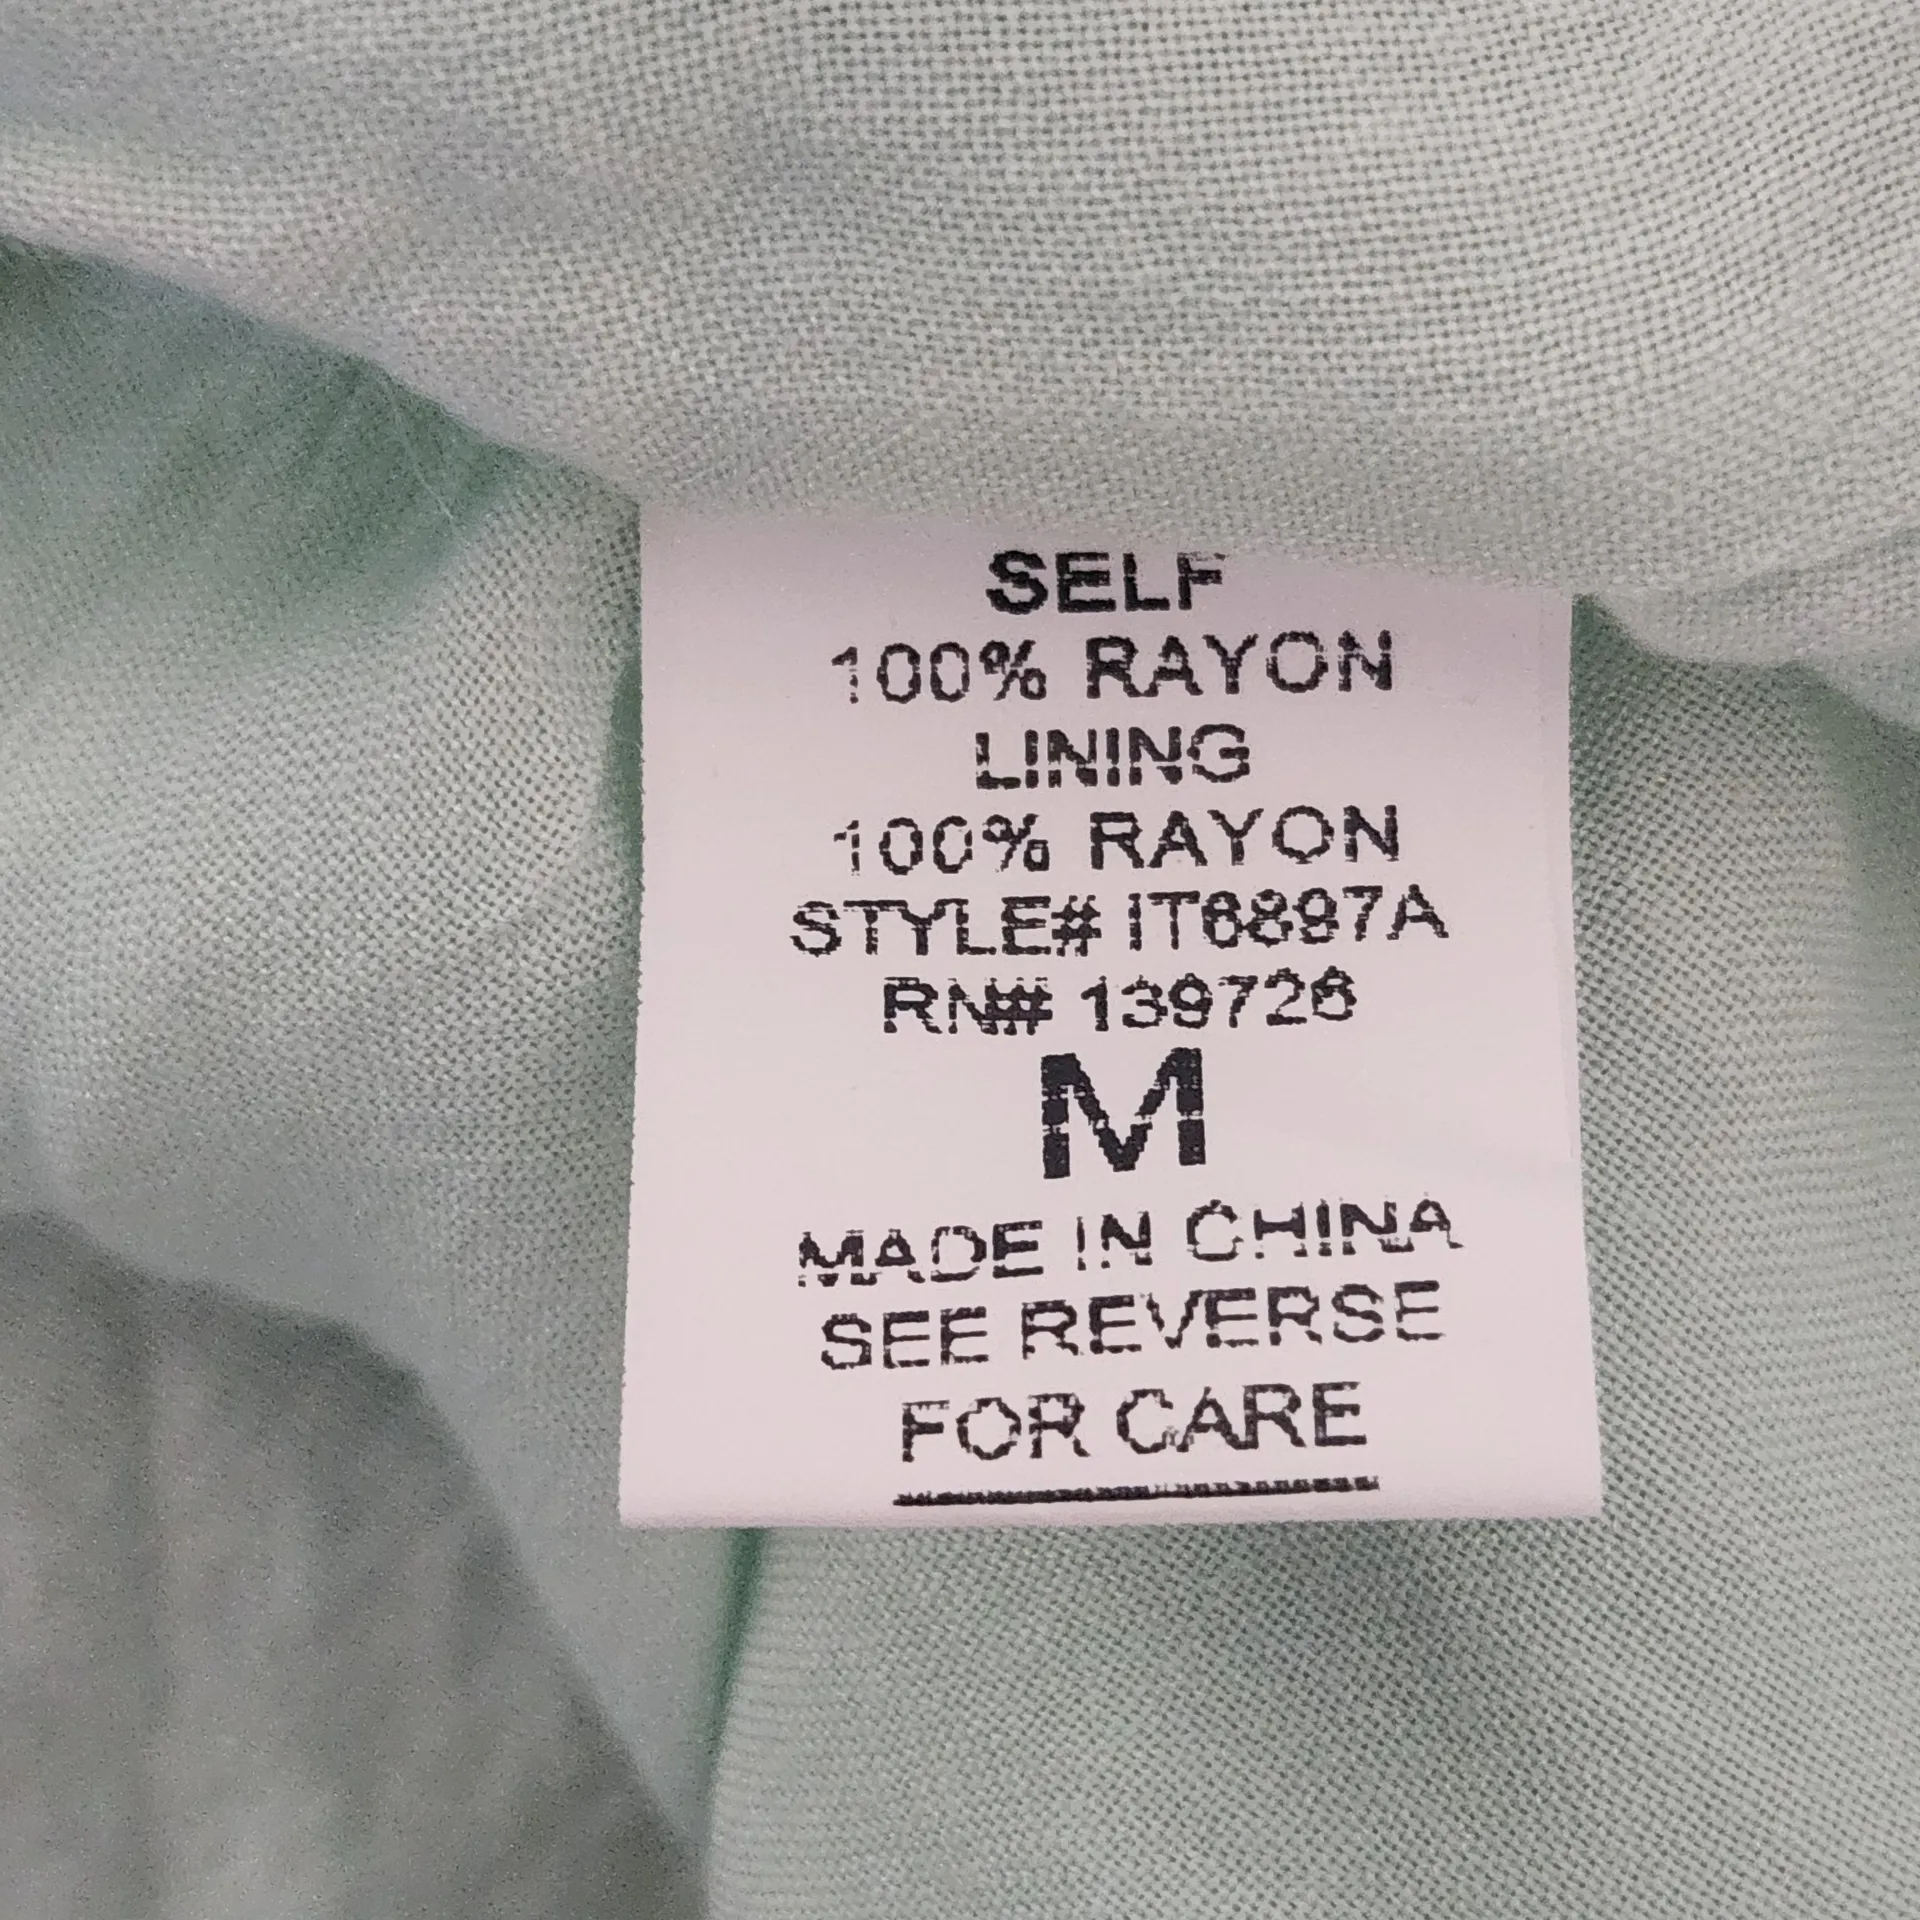 SELF
100% RAYON
LINING
100% RAYON
STYLE# IT6897A
RN# 139726
M
MADE IN CHINA
SEE REVERSE
FOR CARE